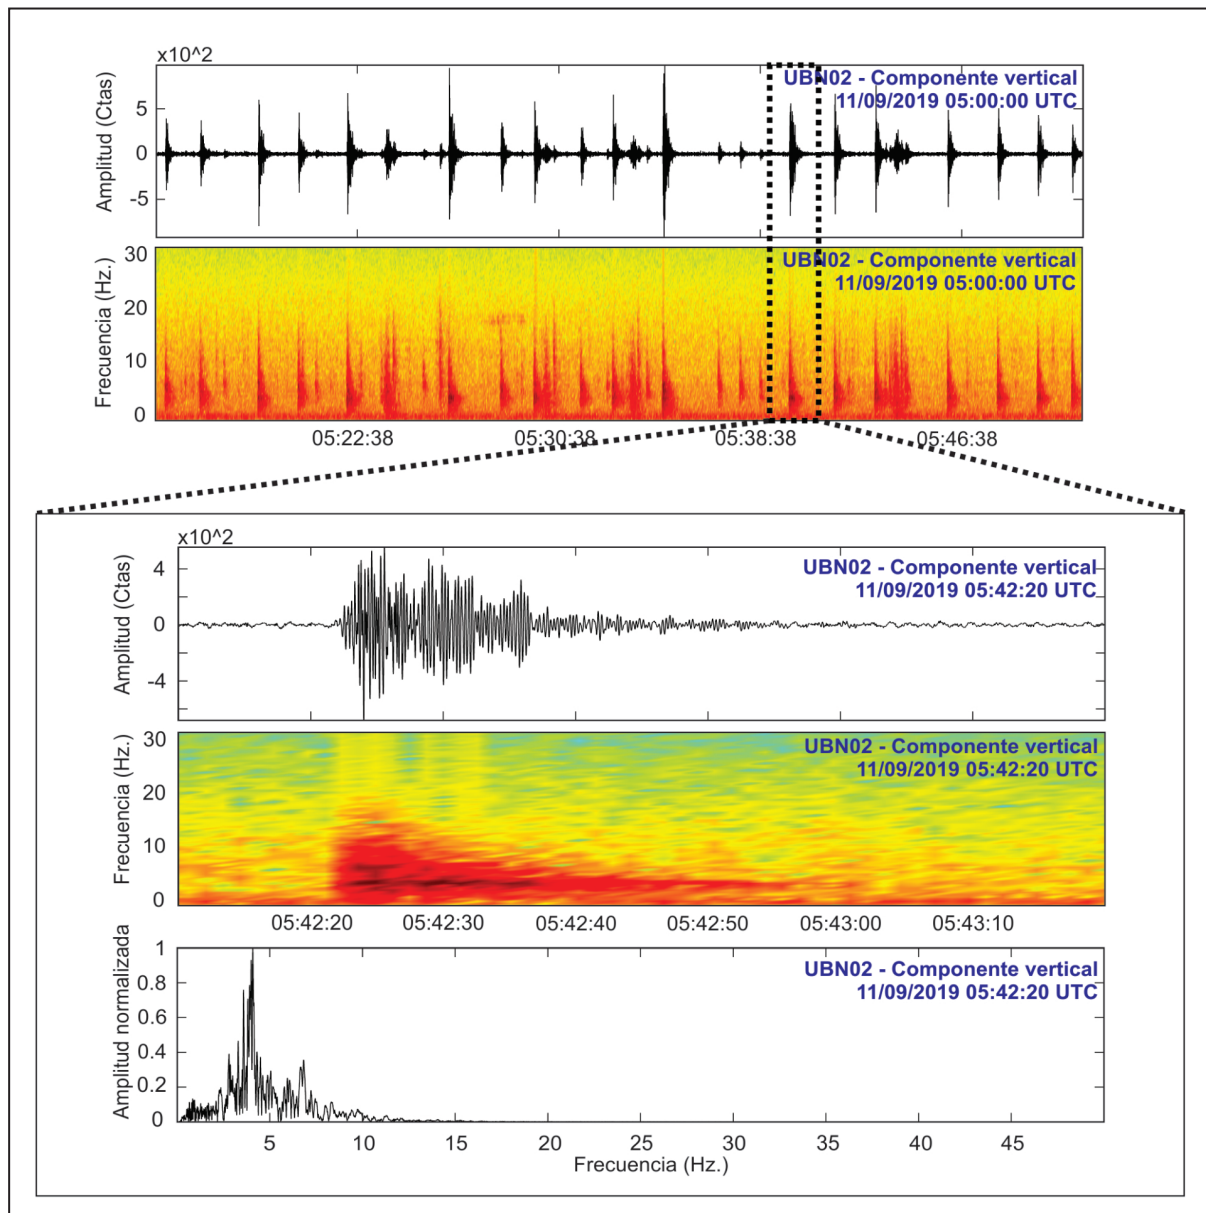 x10^2
Amplitud (Ctas)
5
0
-5
UBN02 - Componente vertical
11/09/2019 05:00:00 UTC
Frecuencia (Hz.)
30
20
10
0
UBN02 - Componente vertical
11/09/2019 05:00:00 UTC
05:22:38 05:30:38 05:38:38 05:46:38
x10^2
Amplitud (Ctas)
4
0
-4
UBN02 - Componente vertical
11/09/2019 05:42:20 UTC
Frecuencia (Hz.)
30
20
10
0
UBN02 - Componente vertical
11/09/2019 05:42:20 UTC
05:42:20 05:42:30 05:42:40 05:42:50 05:43:00 05:43:10
Amplitud normalizada
1
0.8
0.6
0.4
0.2
0
UBN02 - Componente vertical
11/09/2019 05:42:20 UTC
5 10 15 20 25 30 35 40 45
Frecuencia (Hz.)